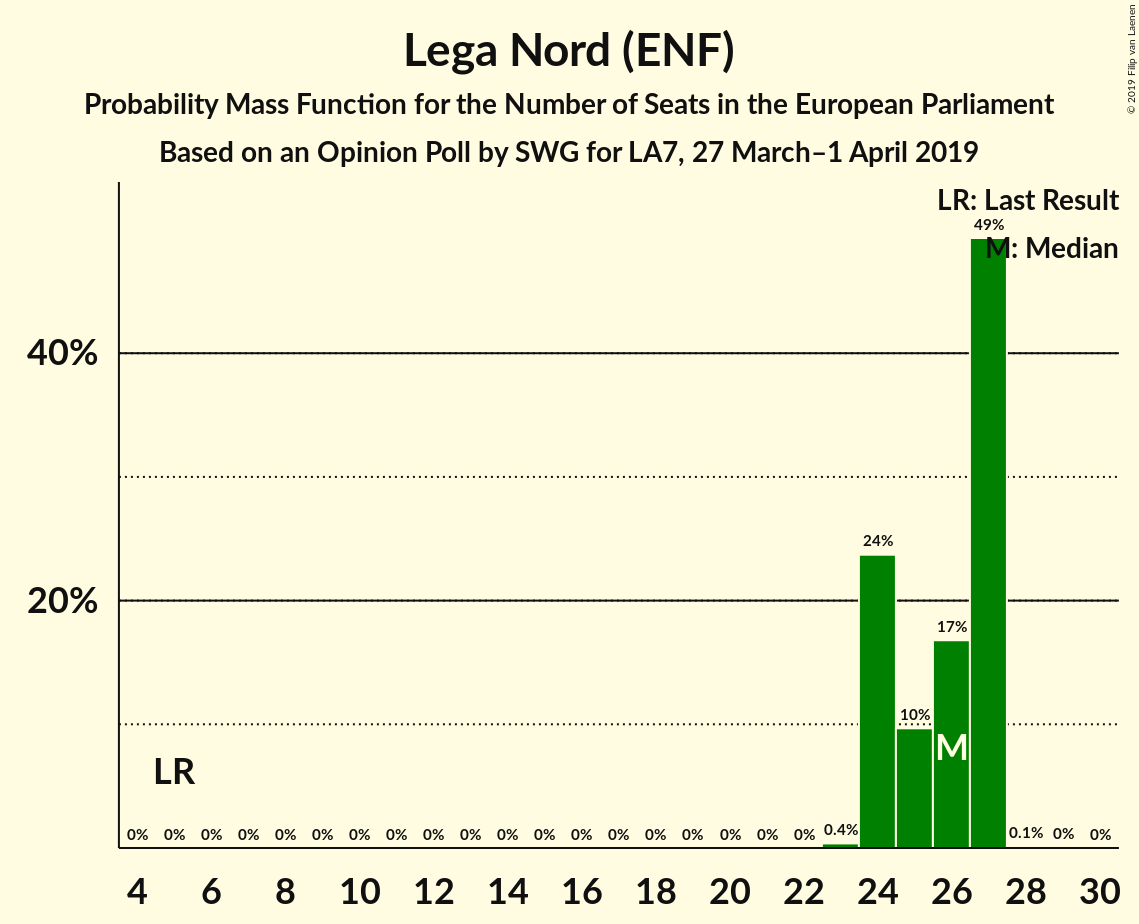 Lega Nord (ENF)
Probability Mass Function for the Number of Seats in the European Parliament
Based on an Opinion Poll by SWG for LA7, 27 March–1 April 2019
© 2019 Filip van Laenen
LR: Last Result
49%
M: Median
40%
24%
20%
17%
10%
M
LR
0% 0% 0% 0% 0% 0% 0% 0% 0% 0% 0% 0% 0% 0% 0% 0% 0% 0% 0% 0.4% 0.1% 0% 0%
4 6 8 10 12 14 16 18 20 22 24 26 28 30